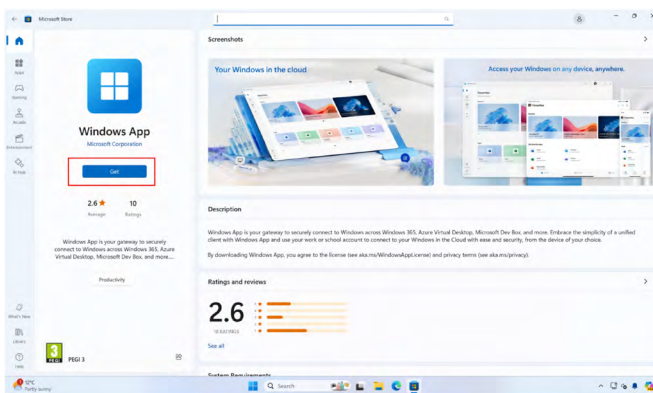 Microsoft Store
Home
Apps
Gaming
Arcade
Entertainment
AI Hub
What's New
Library
Help
Windows App
Microsoft Corporation
Get
2.6 ★ 10
Average Ratings
Windows App is your gateway to securely
connect to Windows across Windows 365, Azure
Virtual Desktop, Microsoft Dev Box, and more....
Productivity
3
PEGI 3
Screenshots
Your Windows in the cloud
Access your Windows on any device, anywhere.
Description
Windows App is your gateway to securely connect to Windows across Windows 365, Azure Virtual Desktop, Microsoft Dev Box, and more. Embrace the simplicity of a unified
client with Windows App and use your work or school account to connect to your Windows in the Cloud with ease and security, from the device of your choice.
By downloading Windows App, you agree to the license (see aka.ms/WindowsAppLicense) and privacy terms (see aka.ms/privacy).
Ratings and reviews
2.6
10 RATINGS
See all
System Requirements
12°C
Partly sunny
Search